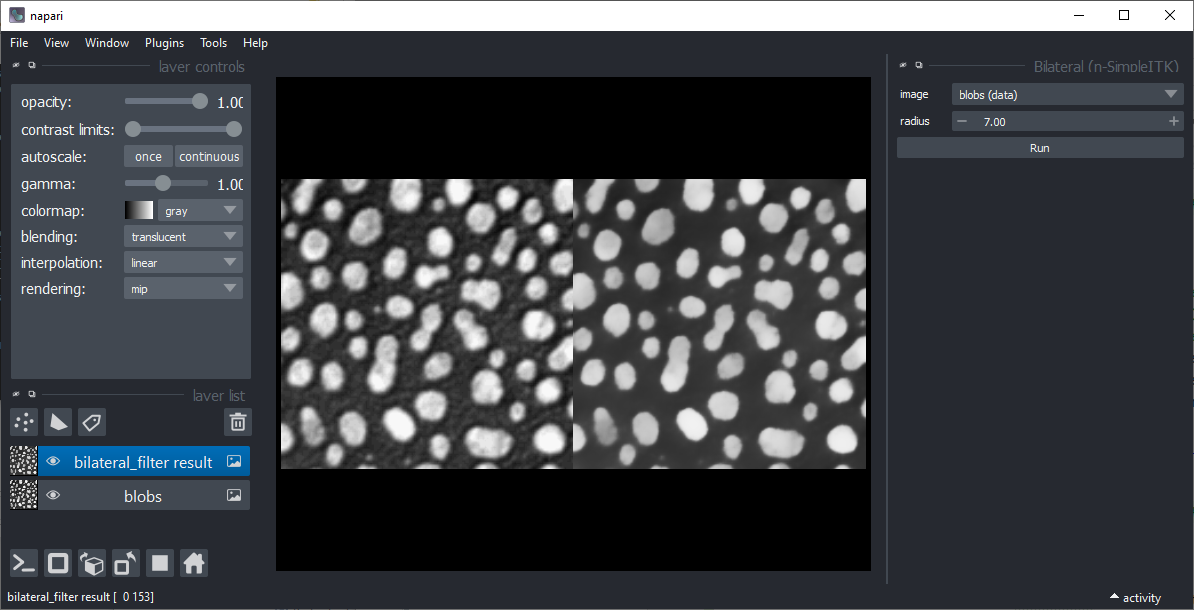 napari
File View Window Plugins Tools Help
layer controls
opacity: 1.00
contrast limits:
autoscale: once continuous
gamma: 1.00
colormap: gray
blending: translucent
interpolation: linear
rendering: mip
layer list
bilateral_filter result
blobs
bilateral_filter result [ 0 153]
Bilateral (n-SimpleITK)
image blobs (data)
radius 7.00
Run
activity